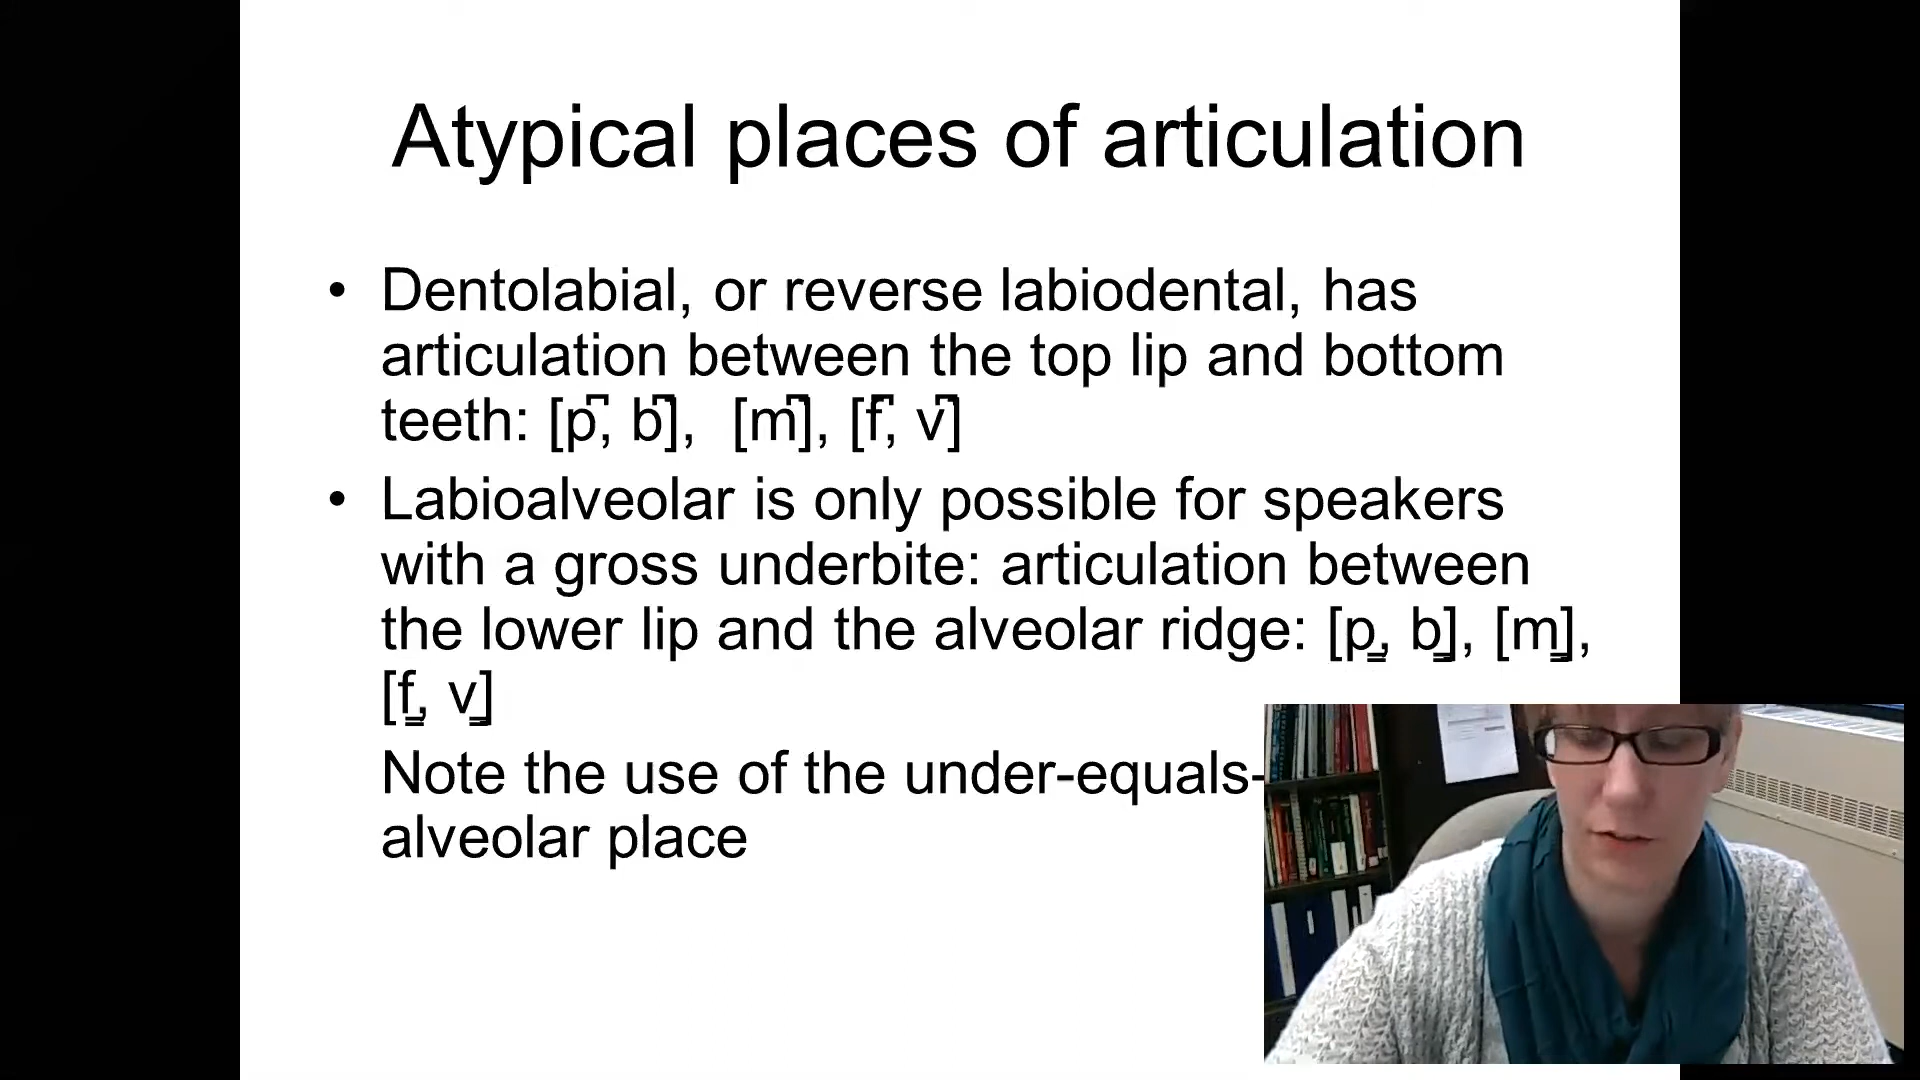 Atypical places of articulation
• Dentolabial, or reverse labiodental, has
articulation between the top lip and bottom
teeth: [p͆, b͆], [m͆], [f͆, v͆]
• Labioalveolar is only possible for speakers
with a gross underbite: articulation between
the lower lip and the alveolar ridge: [p͇, b͇], [m͇],
[f͇, v͇]
Note the use of the under-equals-
alveolar place